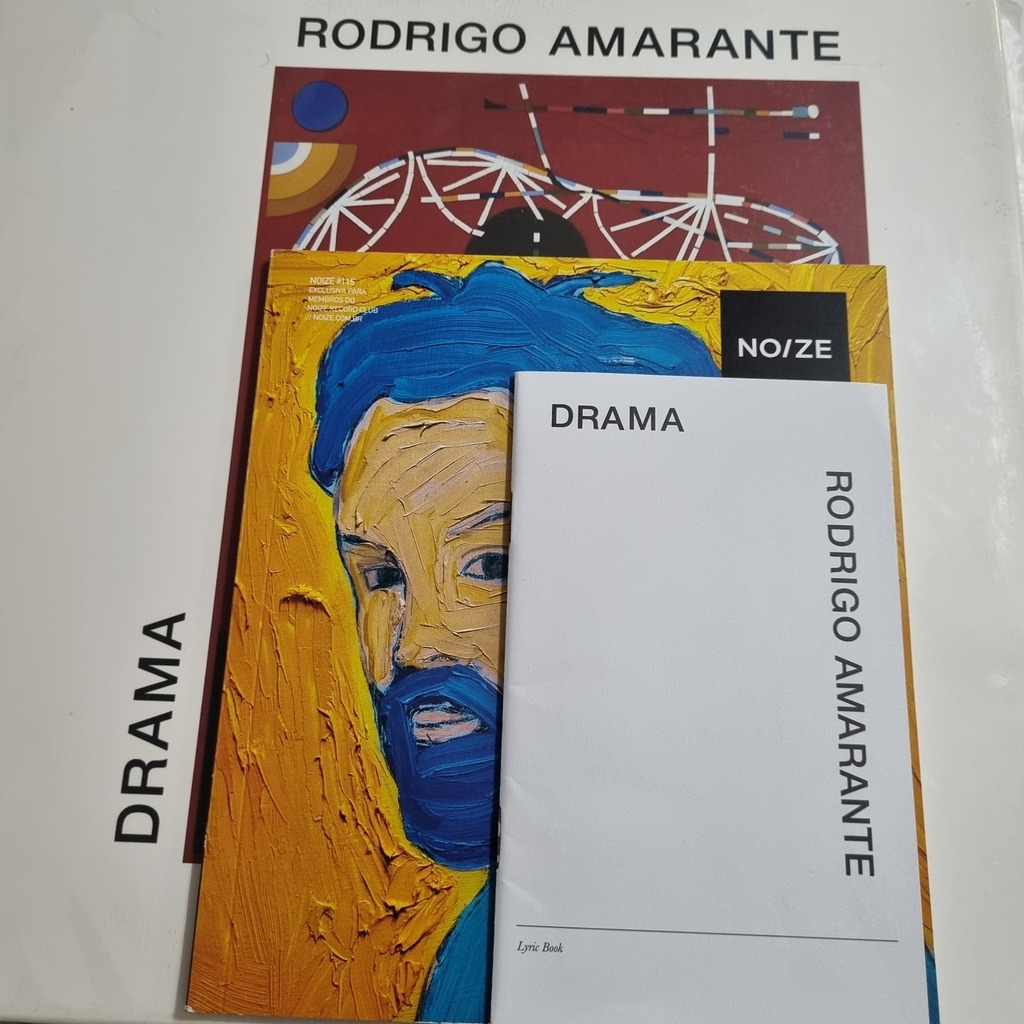 RODRIGO AMARANTE
DRAMA
NOIZE #115
EXCLUSIVA PARA
MEMBROS DO
NOIZE RECORD CLUB
// NOIZE.COM.BR
NO/ZE
DRAMA
RODRIGO AMARANTE
Lyric Book